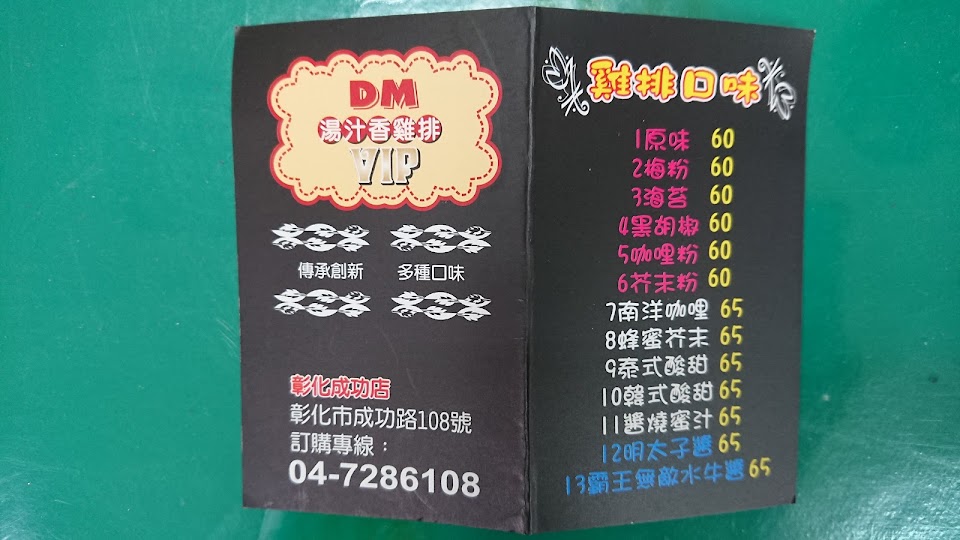 DM
湯汁香雞排
VIP
傳承創新 多種口味
彰化成功店
彰化市成功路108號
訂購專線：
04-7286108
雞排口味
1原味 60
2梅粉 60
3海苔 60
4黑胡椒 60
5咖哩粉 60
6芥末粉 60
7南洋咖哩 65
8蜂蜜芥末 65
9泰式酸甜 65
10韓式酸甜 65
11醬燒蜜汁 65
12明太子醬 65
13霸王無敵水牛醬 65